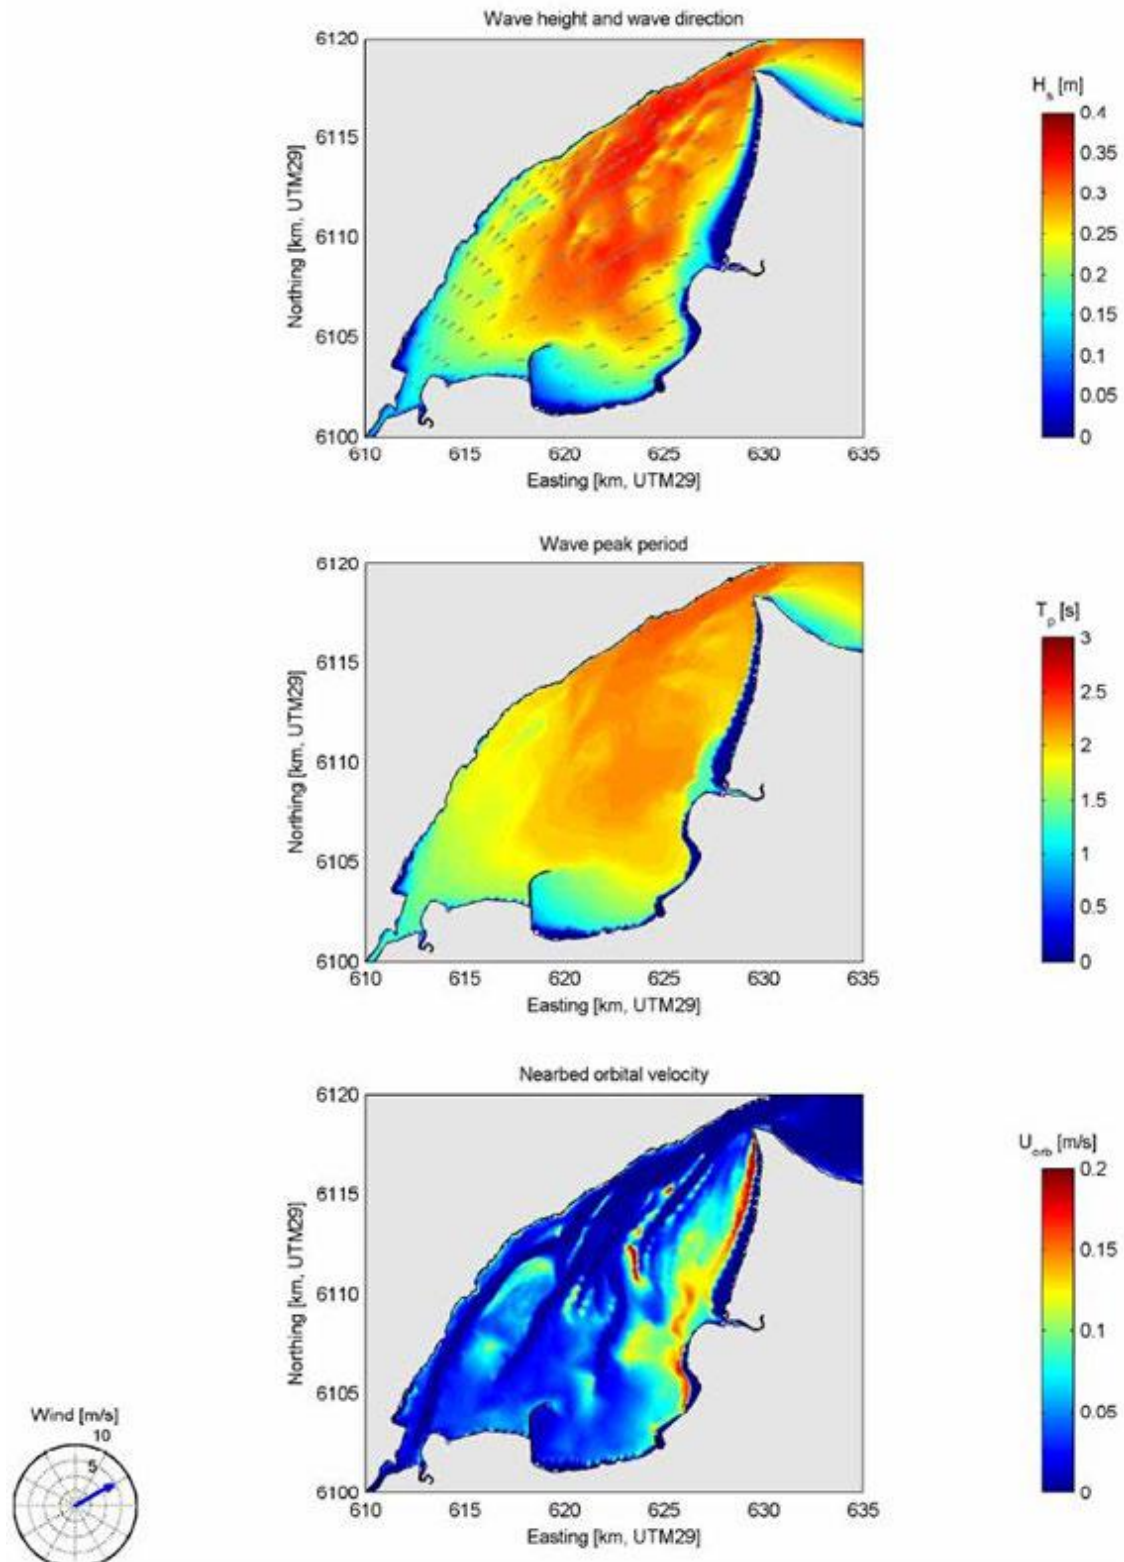 Wave height and wave direction
6120
6115
6110
6105
6100
Northing [km, UTM29]
610 615 620 625 630 635
Easting [km, UTM29]
H_s [m]
0.4
0.35
0.3
0.25
0.2
0.15
0.1
0.05
0
Wave peak period
6120
6115
6110
6105
6100
Northing [km, UTM29]
610 615 620 625 630 635
Easting [km, UTM29]
T_p [s]
3
2.5
2
1.5
1
0.5
0
Nearbed orbital velocity
6120
6115
6110
6105
6100
Northing [km, UTM29]
610 615 620 625 630 635
Easting [km, UTM29]
U_orb [m/s]
0.2
0.15
0.1
0.05
0
Wind [m/s]
10
5